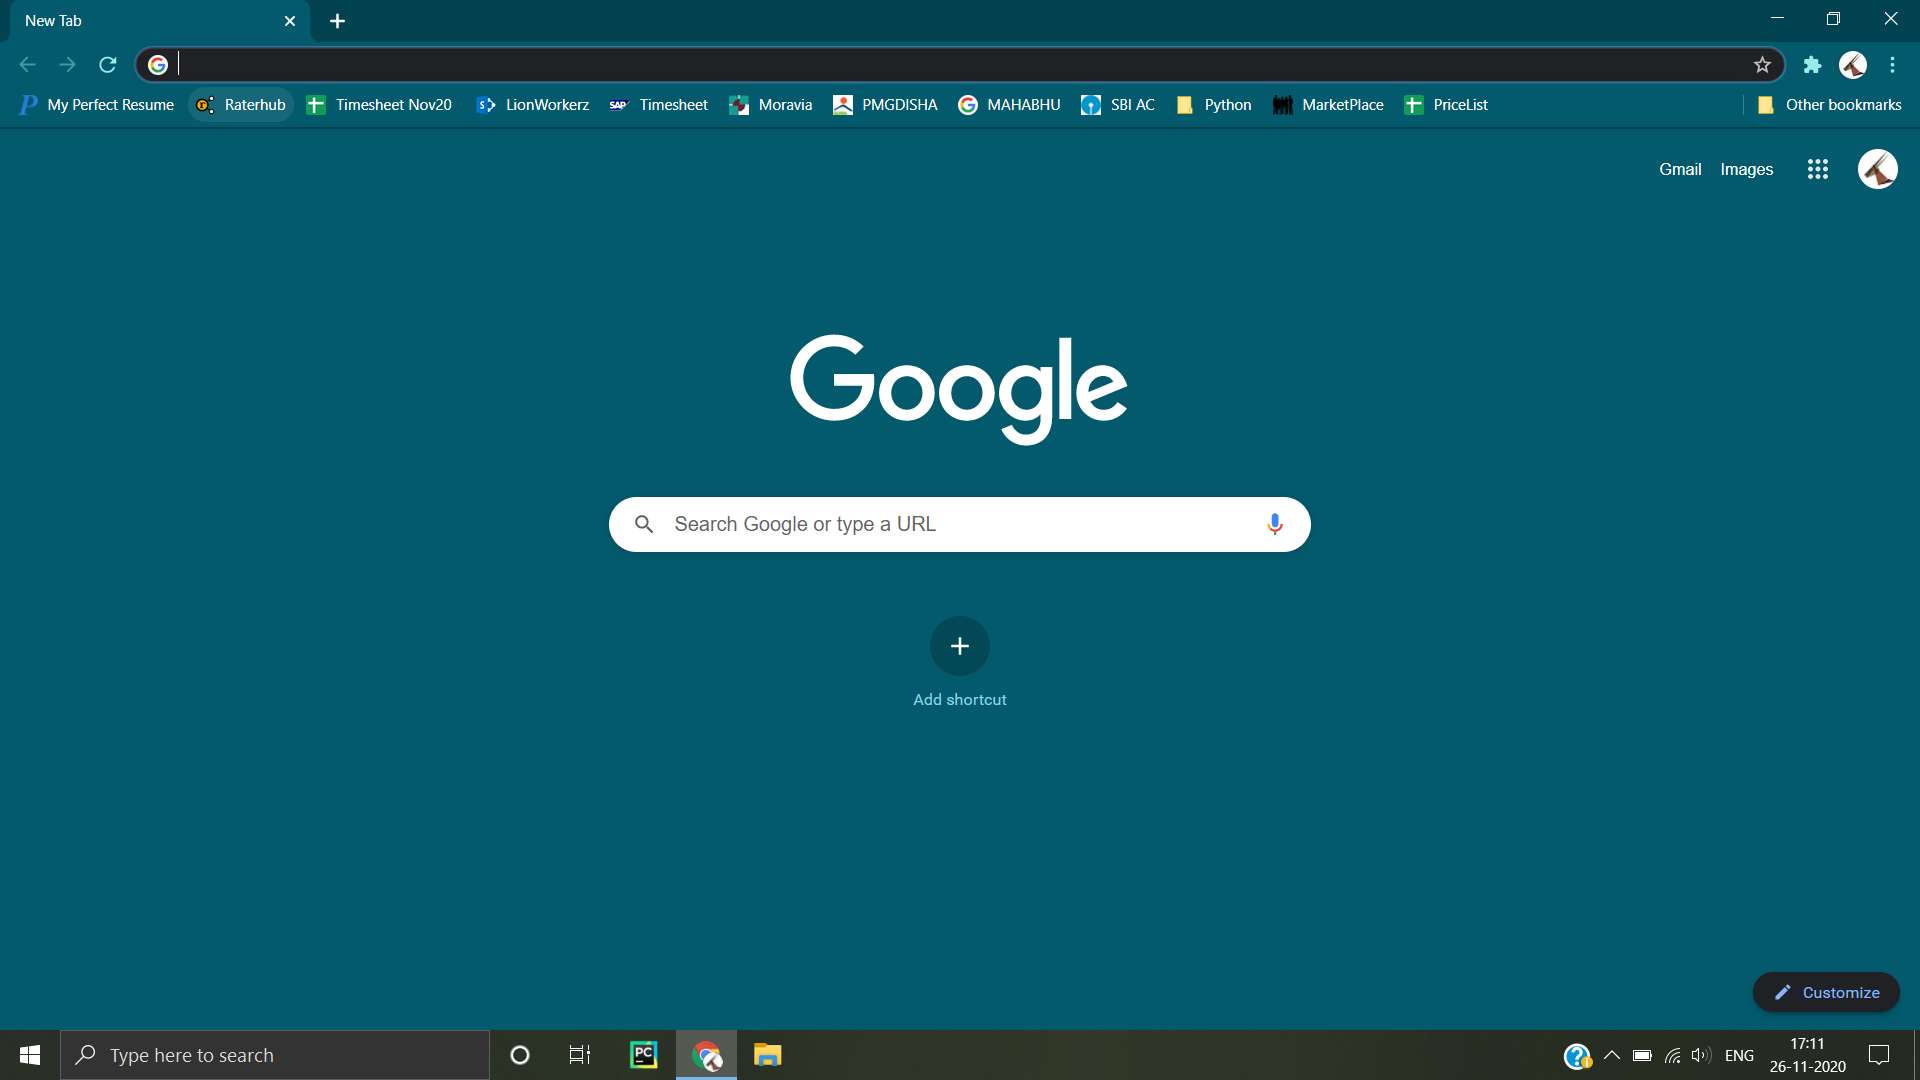 New Tab
My Perfect Resume Raterhub Timesheet Nov20 LionWorkerz SAP Timesheet Moravia PMGDISHA MAHABHU SBI AC Python MarketPlace PriceList Other bookmarks
Gmail Images
Google
Search Google or type a URL
Add shortcut
Customize
Type here to search PC ENG 17:11
26-11-2020